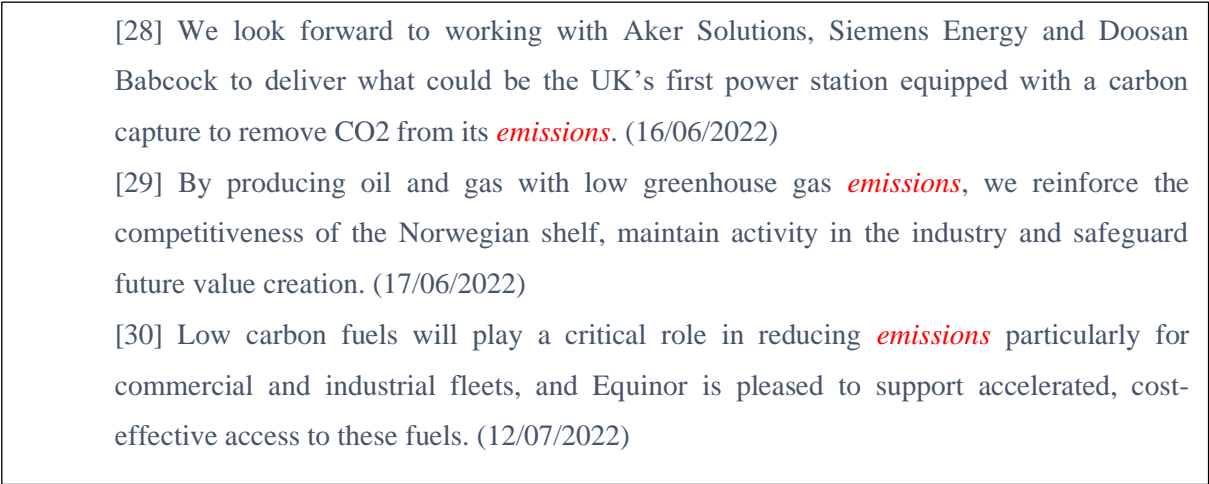 [28] We look forward to working with Aker Solutions, Siemens Energy and Doosan
Babcock to deliver what could be the UK’s first power station equipped with a carbon
capture to remove CO2 from its emissions. (16/06/2022)
[29] By producing oil and gas with low greenhouse gas emissions, we reinforce the
competitiveness of the Norwegian shelf, maintain activity in the industry and safeguard
future value creation. (17/06/2022)
[30] Low carbon fuels will play a critical role in reducing emissions particularly for
commercial and industrial fleets, and Equinor is pleased to support accelerated, cost-
effective access to these fuels. (12/07/2022)